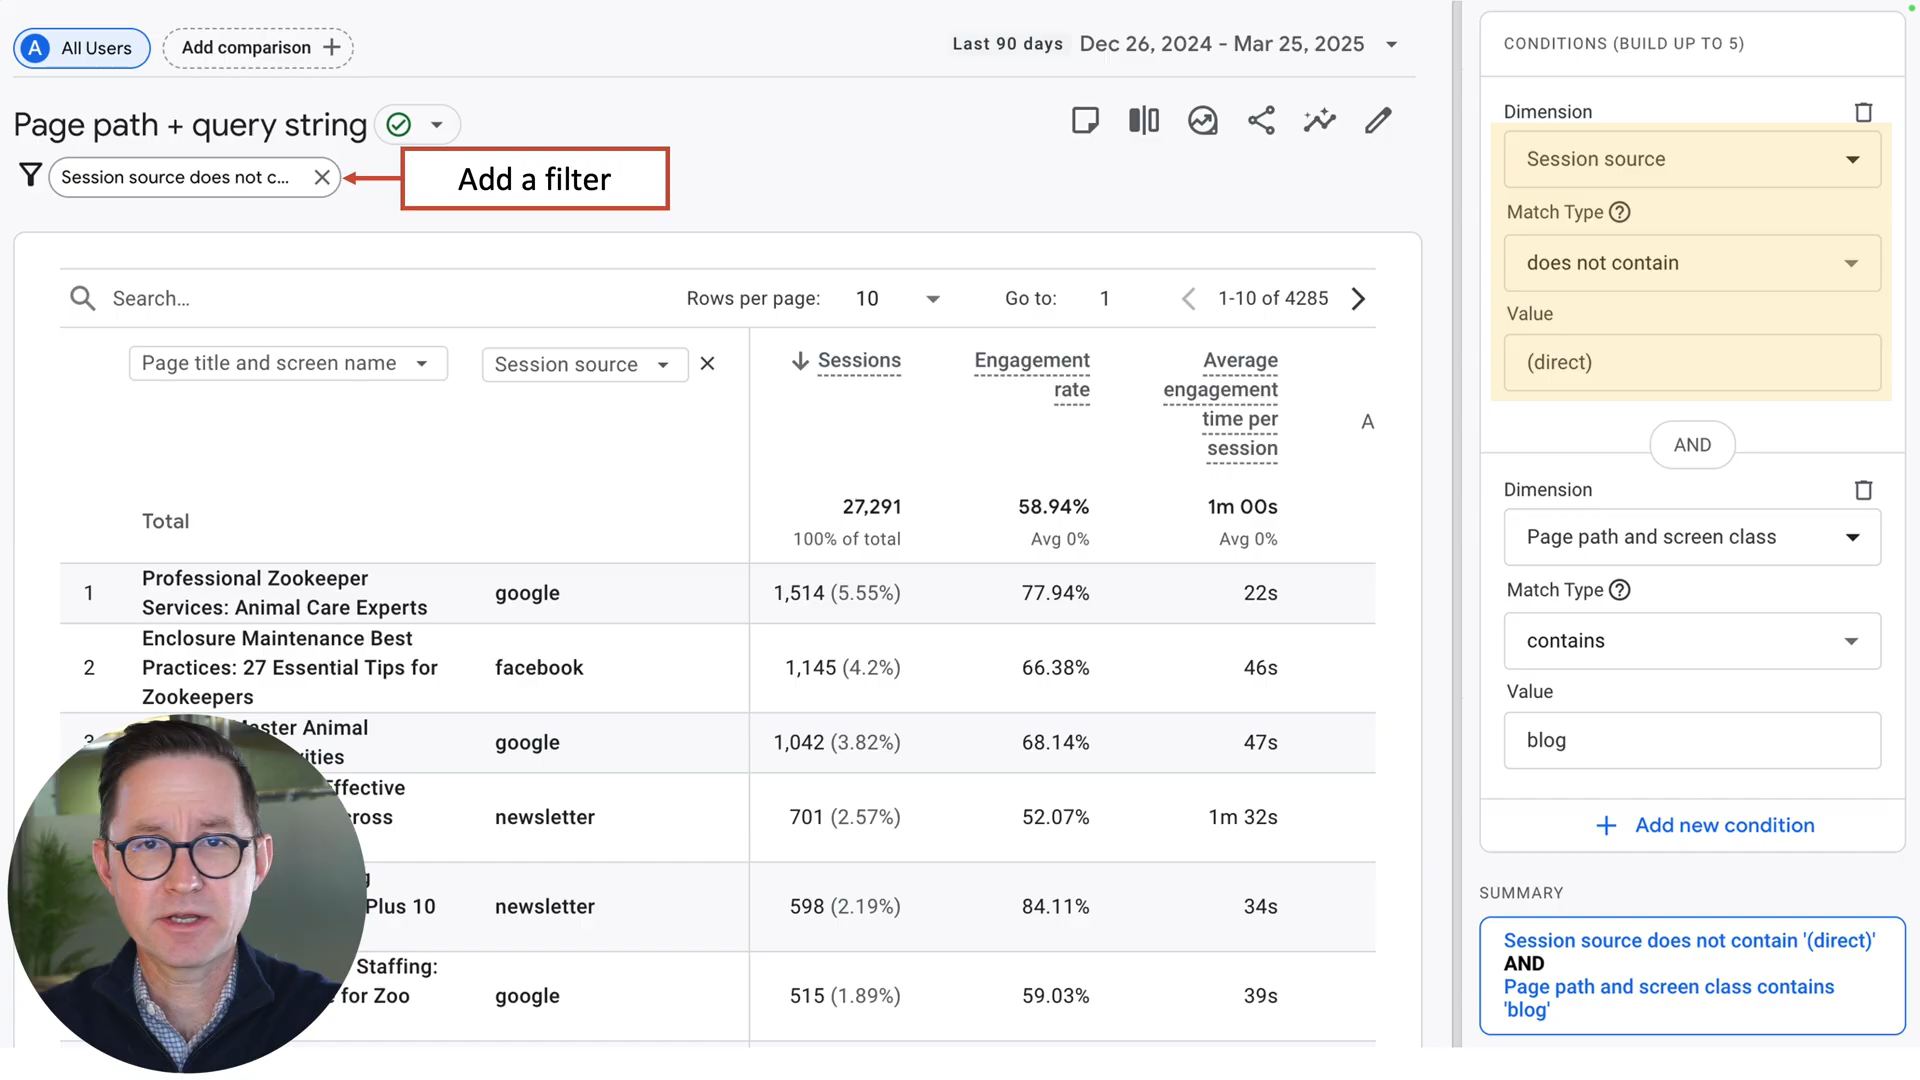 A All Users
Add comparison +
Last 90 days Dec 26, 2024 - Mar 25, 2025
Page path + query string
Session source does not c...
Add a filter
Search...
Rows per page: 10
Go to: 1
1-10 of 4285
Page title and screen name
Session source
Sessions
Engagement
rate
Average
engagement
time per
session
A
Total
27,291
100% of total
58.94%
Avg 0%
1m 00s
Avg 0%
1
Professional Zookeeper
Services: Animal Care Experts
google
1,514 (5.55%)
77.94%
22s
2
Enclosure Maintenance Best
Practices: 27 Essential Tips for
Zookeepers
facebook
1,145 (4.2%)
66.38%
46s
Animal
google
1,042 (3.82%)
68.14%
47s
newsletter
701 (2.57%)
52.07%
1m 32s
Plus 10
newsletter
598 (2.19%)
84.11%
34s
Staffing:
for Zoo
google
515 (1.89%)
59.03%
39s
CONDITIONS (BUILD UP TO 5)
Dimension
Session source
Match Type
does not contain
Value
(direct)
AND
Dimension
Page path and screen class
Match Type
contains
Value
blog
+ Add new condition
SUMMARY
Session source does not contain '(direct)'
AND
Page path and screen class contains
'blog'